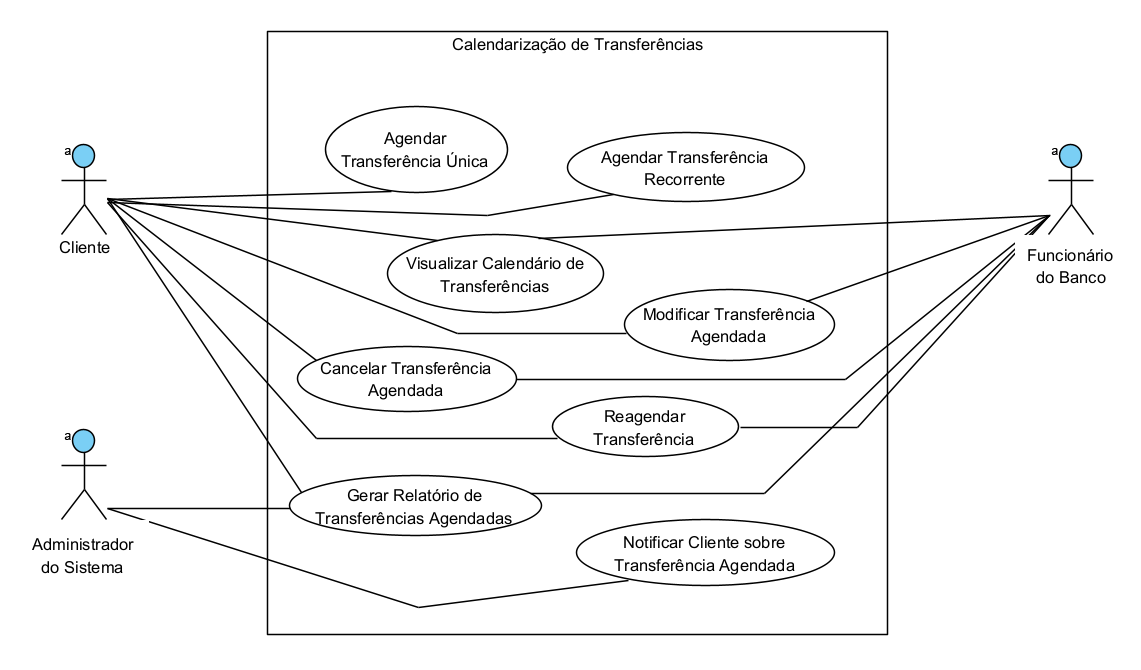 Calendarização de Transferências
Agendar
Transferência Única
Agendar Transferência
Recorrente
a
Cliente
a
Funcionário
do Banco
Visualizar Calendário de
Transferências
Modificar Transferência
Agendada
Cancelar Transferência
Agendada
Reagendar
Transferência
a
Administrador
do Sistema
Gerar Relatório de
Transferências Agendadas
Notificar Cliente sobre
Transferência Agendada